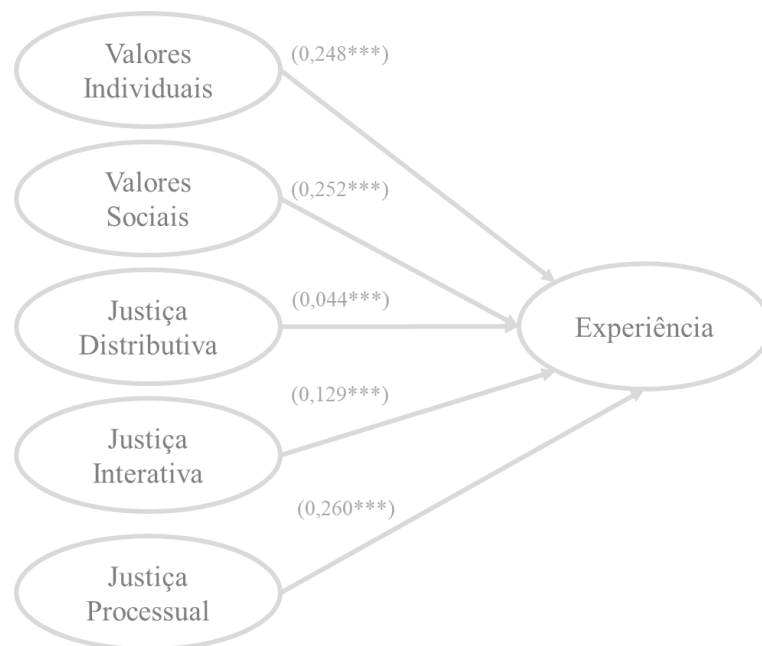 Valores
Individuais
(0,248***)
Valores
Sociais
(0,252***)
Justiça
Distributiva
(0,044***)
Experiência
Justiça
Interativa
(0,129***)
(0,260***)
Justiça
Processual